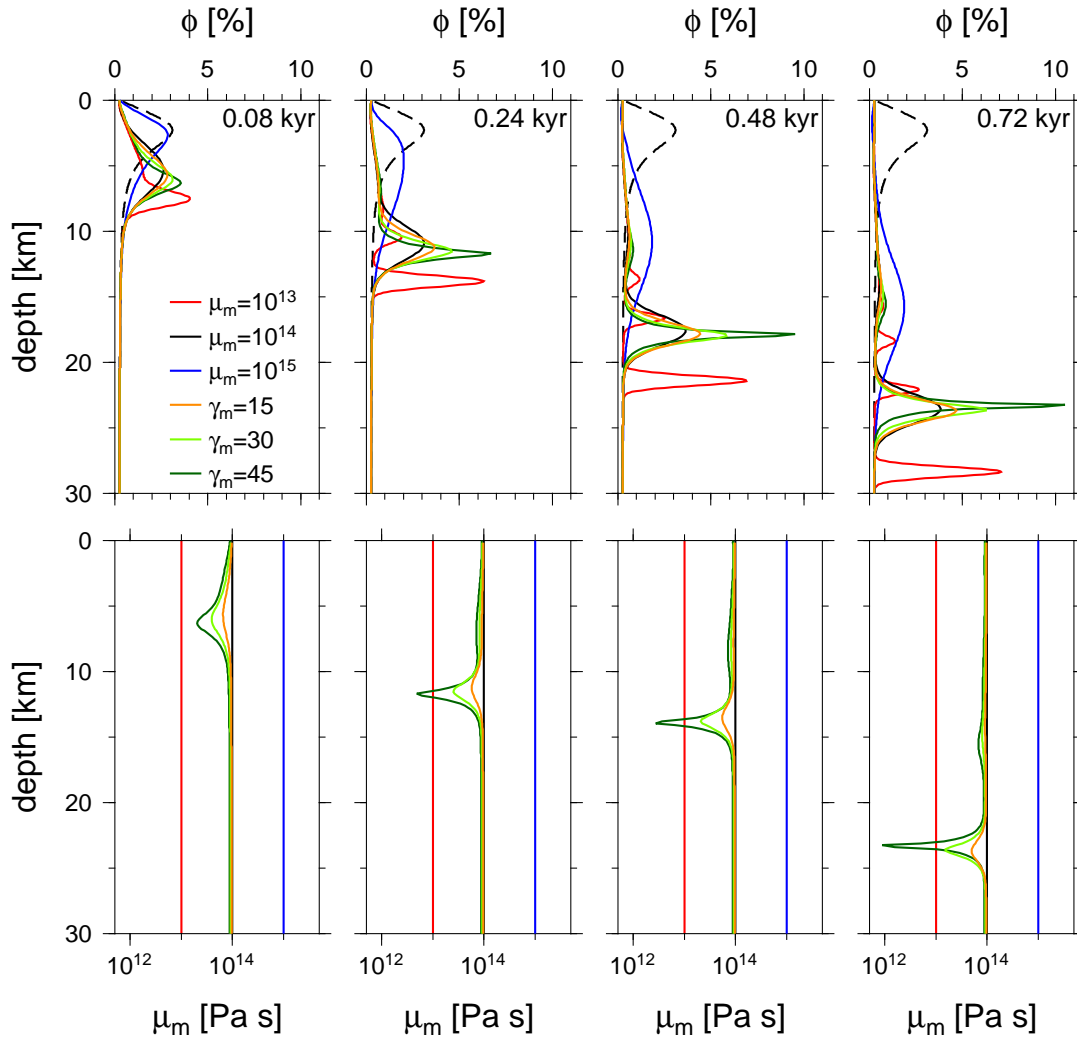 ϕ [%] ϕ [%] ϕ [%] ϕ [%]
0 5 10 0 5 10 0 5 10 0 5 10
0.08 kyr 0.24 kyr 0.48 kyr 0.72 kyr
0
10
20
30
depth [km]
μm=10¹³
μm=10¹⁴
μm=10¹⁵
γm=15
γm=30
γm=45
0
10
20
30
depth [km]
10¹² 10¹⁴ 10¹² 10¹⁴ 10¹² 10¹⁴ 10¹² 10¹⁴
μm [Pa s] μm [Pa s] μm [Pa s] μm [Pa s]